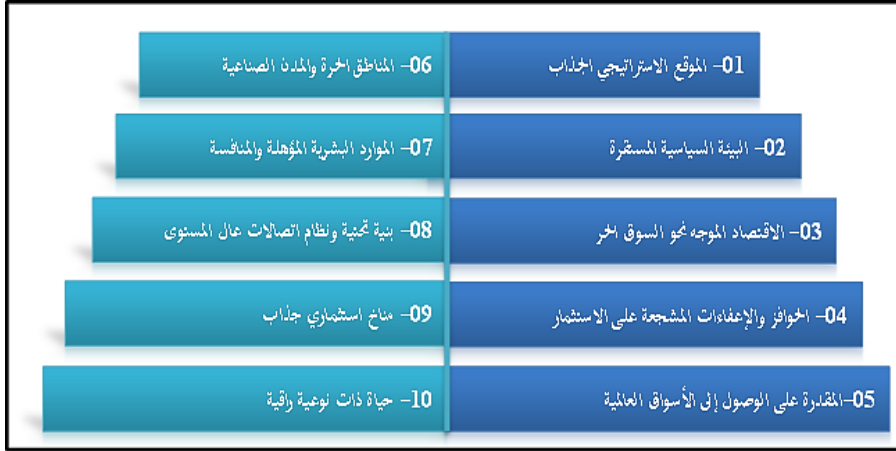 01- الموقع الاستراتيجي الجذاب
02- البيئة السياسية المستقرة
03- الاقتصاد الموجه نحو السوق الحر
04- الحوافز والإعفاءات المشجعة على الاستثمار
05-المقدرة على الوصول إلى الأسواق العالمية
06- المناطق الحرة والمدن الصناعية
07- الموارد البشرية المؤهلة والمنافسة
08- بنية تحتية ونظام اتصالات عال المستوى
09- مناخ استثماري جذاب
10- حياة ذات نوعية راقية